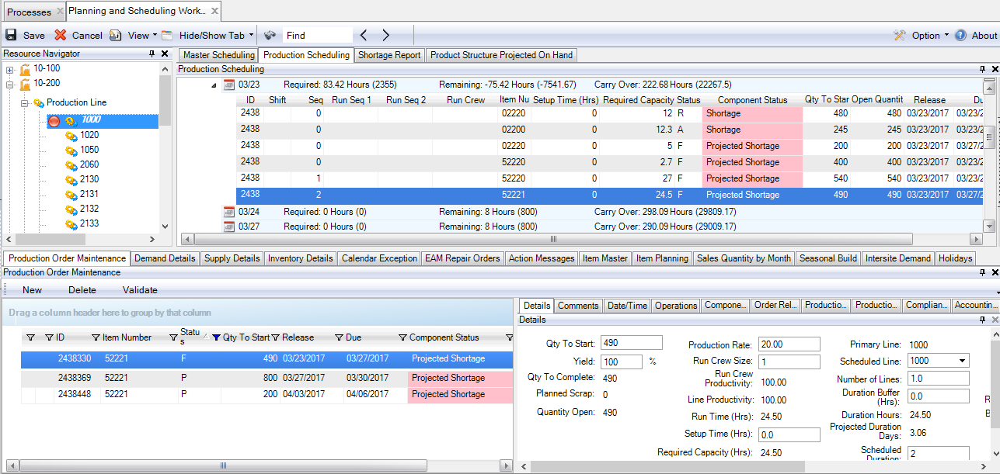 Processes Planning and Scheduling Work...
Save Cancel View Hide/Show Tab Find Option About
Resource Navigator
10-100
10-200
Production Line
1000
1020
1050
2060
2130
2131
2132
2133
Master Scheduling Production Scheduling Shortage Report Product Structure Projected On Hand
Production Scheduling
03/23 Required: 83.42 Hours (2355) Remaining: -75.42 Hours (-7541.67) Carry Over: 222.68 Hours (22267.5)
ID Shift Seq Run Seq 1 Run Seq 2 Run Crew Item Nu Setup Time (Hrs) Required Capacity Status Component Status Qty To Star Open Quantit Release Du
2438 0 02220 0 12 R Shortage 480 480 03/23/2017 03/23/2
2438 0 02200 0 12.3 A Shortage 245 245 03/23/2017 03/23/2
2438 0 02220 0 5 F Projected Shortage 200 200 03/23/2017 03/27/2
2438 0 52220 0 2.7 F Projected Shortage 400 400 03/23/2017 03/23/2
2438 1 52220 0 27 F Projected Shortage 540 540 03/23/2017 03/23/2
2438 2 52221 0 24.5 F Projected Shortage 490 490 03/23/2017 03/27/2
03/24 Required: 0 Hours (0) Remaining: 8 Hours (800) Carry Over: 298.09 Hours (29809.17)
03/27 Required: 0 Hours (0) Remaining: 8 Hours (800) Carry Over: 290.09 Hours (29009.17)
Production Order Maintenance Demand Details Supply Details Inventory Details Calendar Exception EAM Repair Orders Action Messages Item Master Item Planning Sales Quantity by Month Seasonal Build Intersite Demand Holidays
Production Order Maintenance
New Delete Validate
Drag a column header here to group by that column
ID Item Number Statu s Qty To Start Release Due Component Status
2438330 52221 F 490 03/23/2017 03/27/2017 Projected Shortage
2438369 52221 P 800 03/27/2017 03/30/2017 Projected Shortage
2438448 52221 P 200 04/03/2017 04/06/2017 Projected Shortage
Details Comments Date/Time Operations Compone... Order Rel... Productio... Productio... Complian... Accountin...
Details
Qty To Start: 490
Yield: 100 %
Qty To Complete: 490
Planned Scrap: 0
Quantity Open: 490
Production Rate: 20.00
Run Crew Size: 1
Run Crew
Productivity: 100.00
Line Productivity: 100.00
Run Time (Hrs): 24.50
Setup Time (Hrs): 0.0
Required Capacity (Hrs): 24.50
Primary Line: 1000
Scheduled Line: 1000
Number of Lines: 1.0
Duration Buffer
(Hrs): 0.0
Duration Hours: 24.50
Projected Duration
Days: 3.06
Scheduled
Duration: 2
R
B